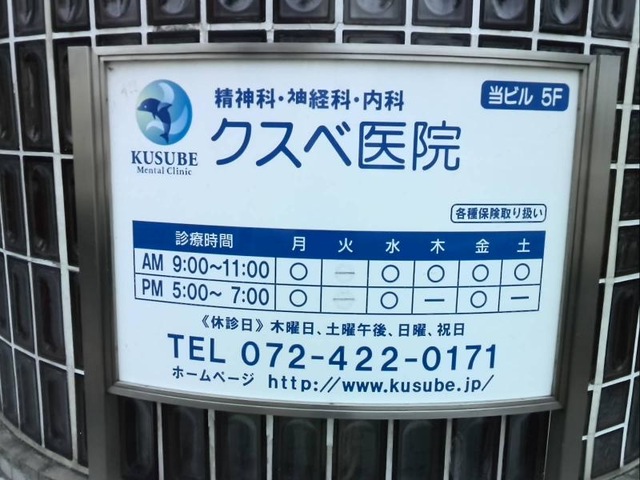 精神科・神経科・内科
当ビル 5F
クスベ医院
KUSUBE
Mental Clinic
各種保険取り扱い
診療時間 月 火 水 木 金 土
AM 9:00～11:00 ○ — ○ ○ ○ ○
PM 5:00～ 7:00 ○ — ○ — ○ —
《休診日》木曜日、土曜午後、日曜、祝日
TEL 072-422-0171
ホームページ http://www.kusube.jp/